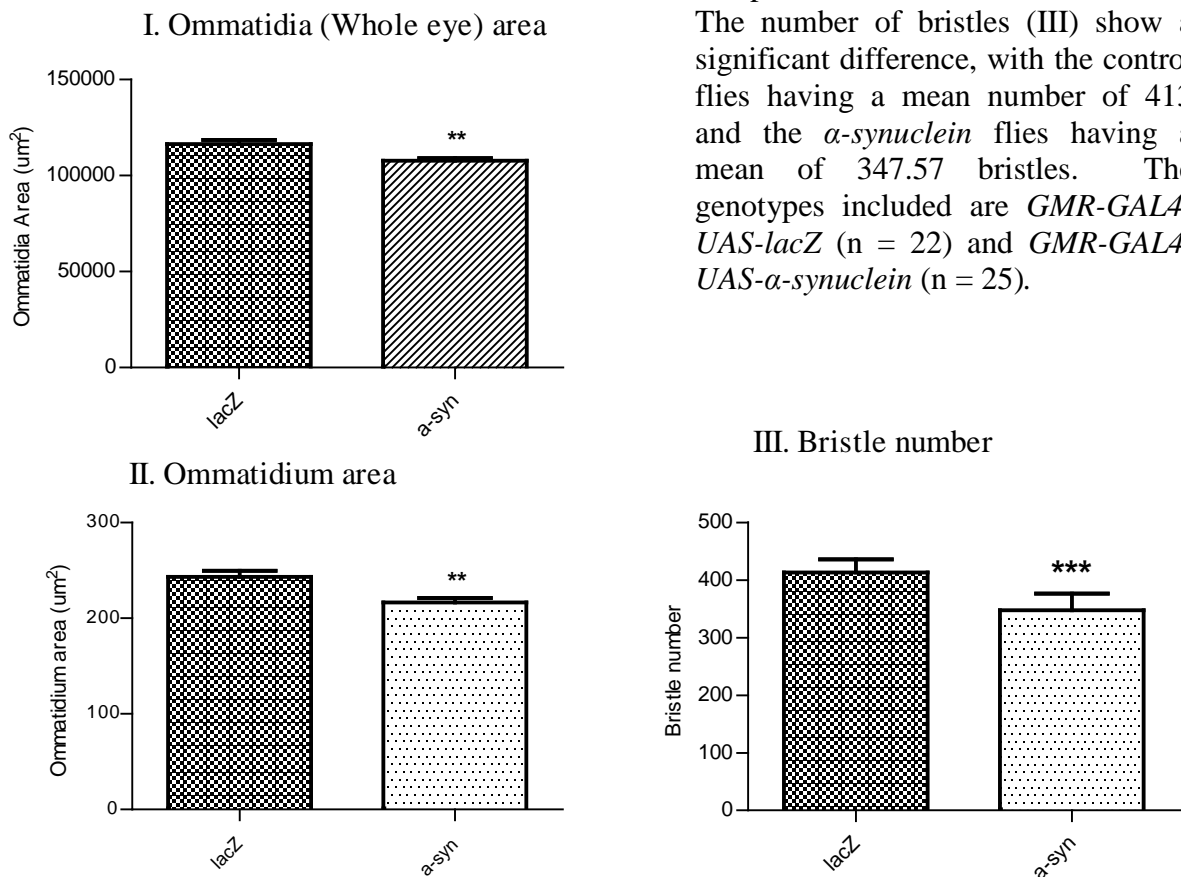 I. Ommatidia (Whole eye) area
150000
100000
50000
0
Ommatidia Area (um²)
**
lacZ
a-syn
The number of bristles (III) show a
significant difference, with the contro
flies having a mean number of 413
and the α-synuclein flies having a
mean of 347.57 bristles. The
genotypes included are GMR-GAL4
UAS-lacZ (n = 22) and GMR-GAL4
UAS-α-synuclein (n = 25).
II. Ommatidium area
300
200
100
0
Ommatidium area (um²)
**
lacZ
a-syn
III. Bristle number
500
400
300
200
100
0
Bristle number
***
lacZ
a-syn